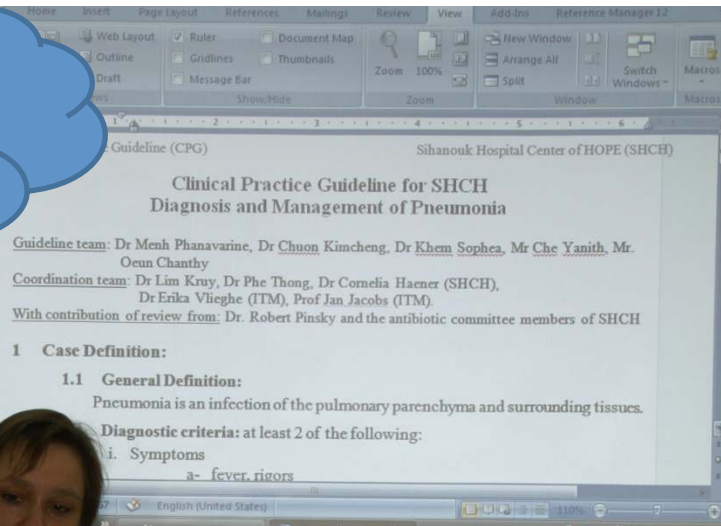 Home Insert Page Layout References Mailings Review View Add-Ins Reference Manager 12
Web Layout Ruler Document Map New Window
Outline Gridlines Thumbnails Zoom 100% Arrange All Switch Windows Macros
Draft Message Bar Split
Show/Hide Zoom Window Macros
Guideline (CPG) Sihanouk Hospital Center of HOPE (SHCH)
Clinical Practice Guideline for SHCH
Diagnosis and Management of Pneumonia
Guideline team: Dr Menh Phanavarine, Dr Chuon Kimcheng, Dr Khem Sophea, Mr Che Yanith, Mr.
Oeun Chanthy
Coordination team: Dr Lim Kruy, Dr Phe Thong, Dr Cornelia Haener (SHCH),
Dr Erika Vlieghe (ITM), Prof Jan Jacobs (ITM).
With contribution of review from: Dr. Robert Pinsky and the antibiotic committee members of SHCH
1 Case Definition:
1.1 General Definition:
Pneumonia is an infection of the pulmonary parenchyma and surrounding tissues.
Diagnostic criteria: at least 2 of the following:
i. Symptoms
a- fever, rigors
English (United States) 110%